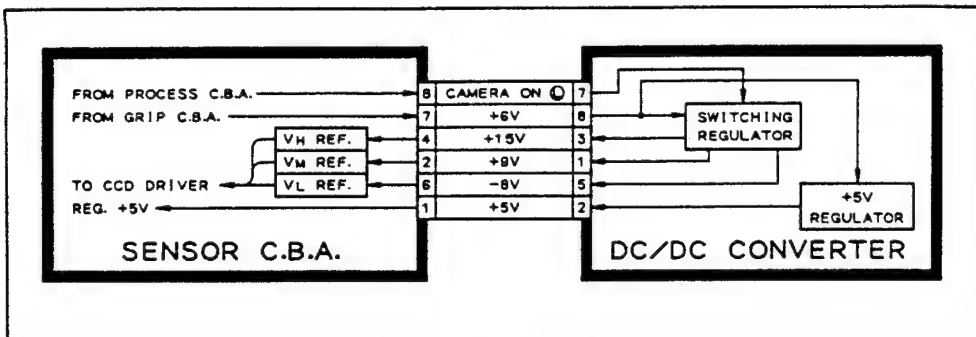 FROM PROCESS C.B.A. 8 CAMERA ON Ⓛ 7
FROM GRIP C.B.A. 7 +6V 8 SWITCHING REGULATOR
VH REF. 4 +15V 3
VM REF. 2 +9V 1
TO CCD DRIVER VL REF. 6 -8V 5
REG. +5V 1 +5V 2 +5V REGULATOR
SENSOR C.B.A. DC/DC CONVERTER